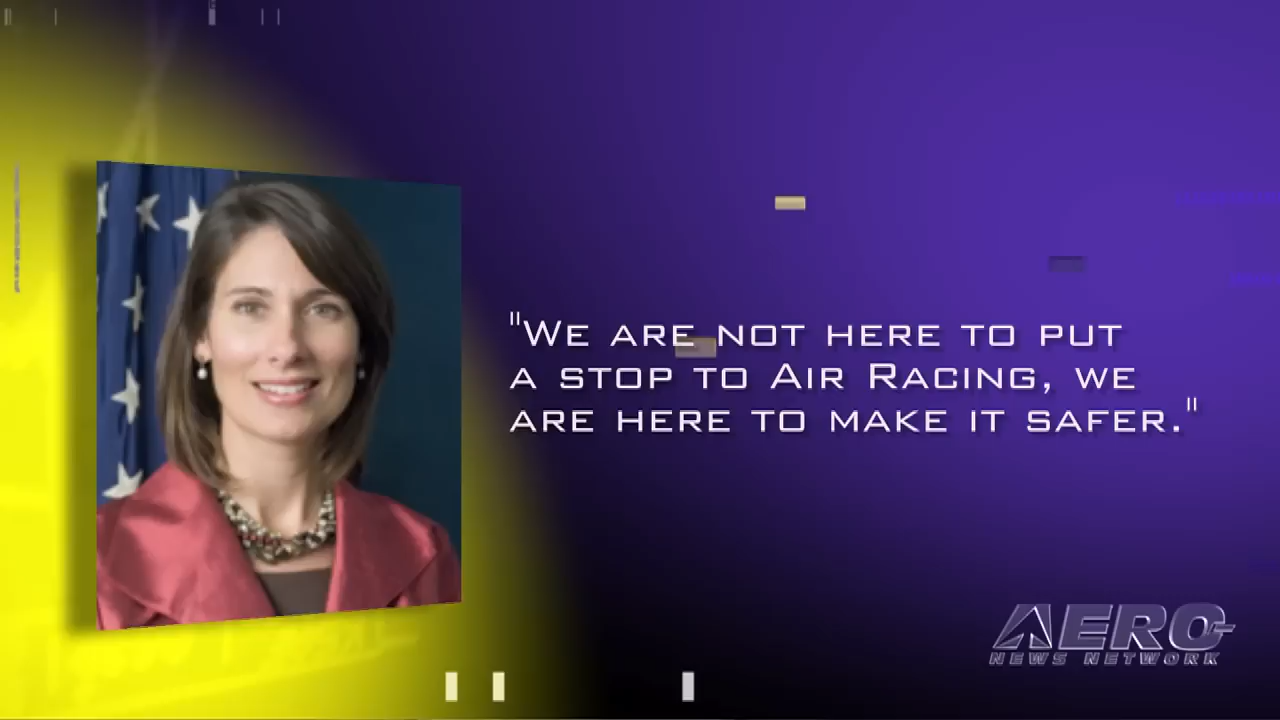 "We are not here to put
a stop to Air Racing, we
are here to make it safer."
AERO
NEWS NETWORK